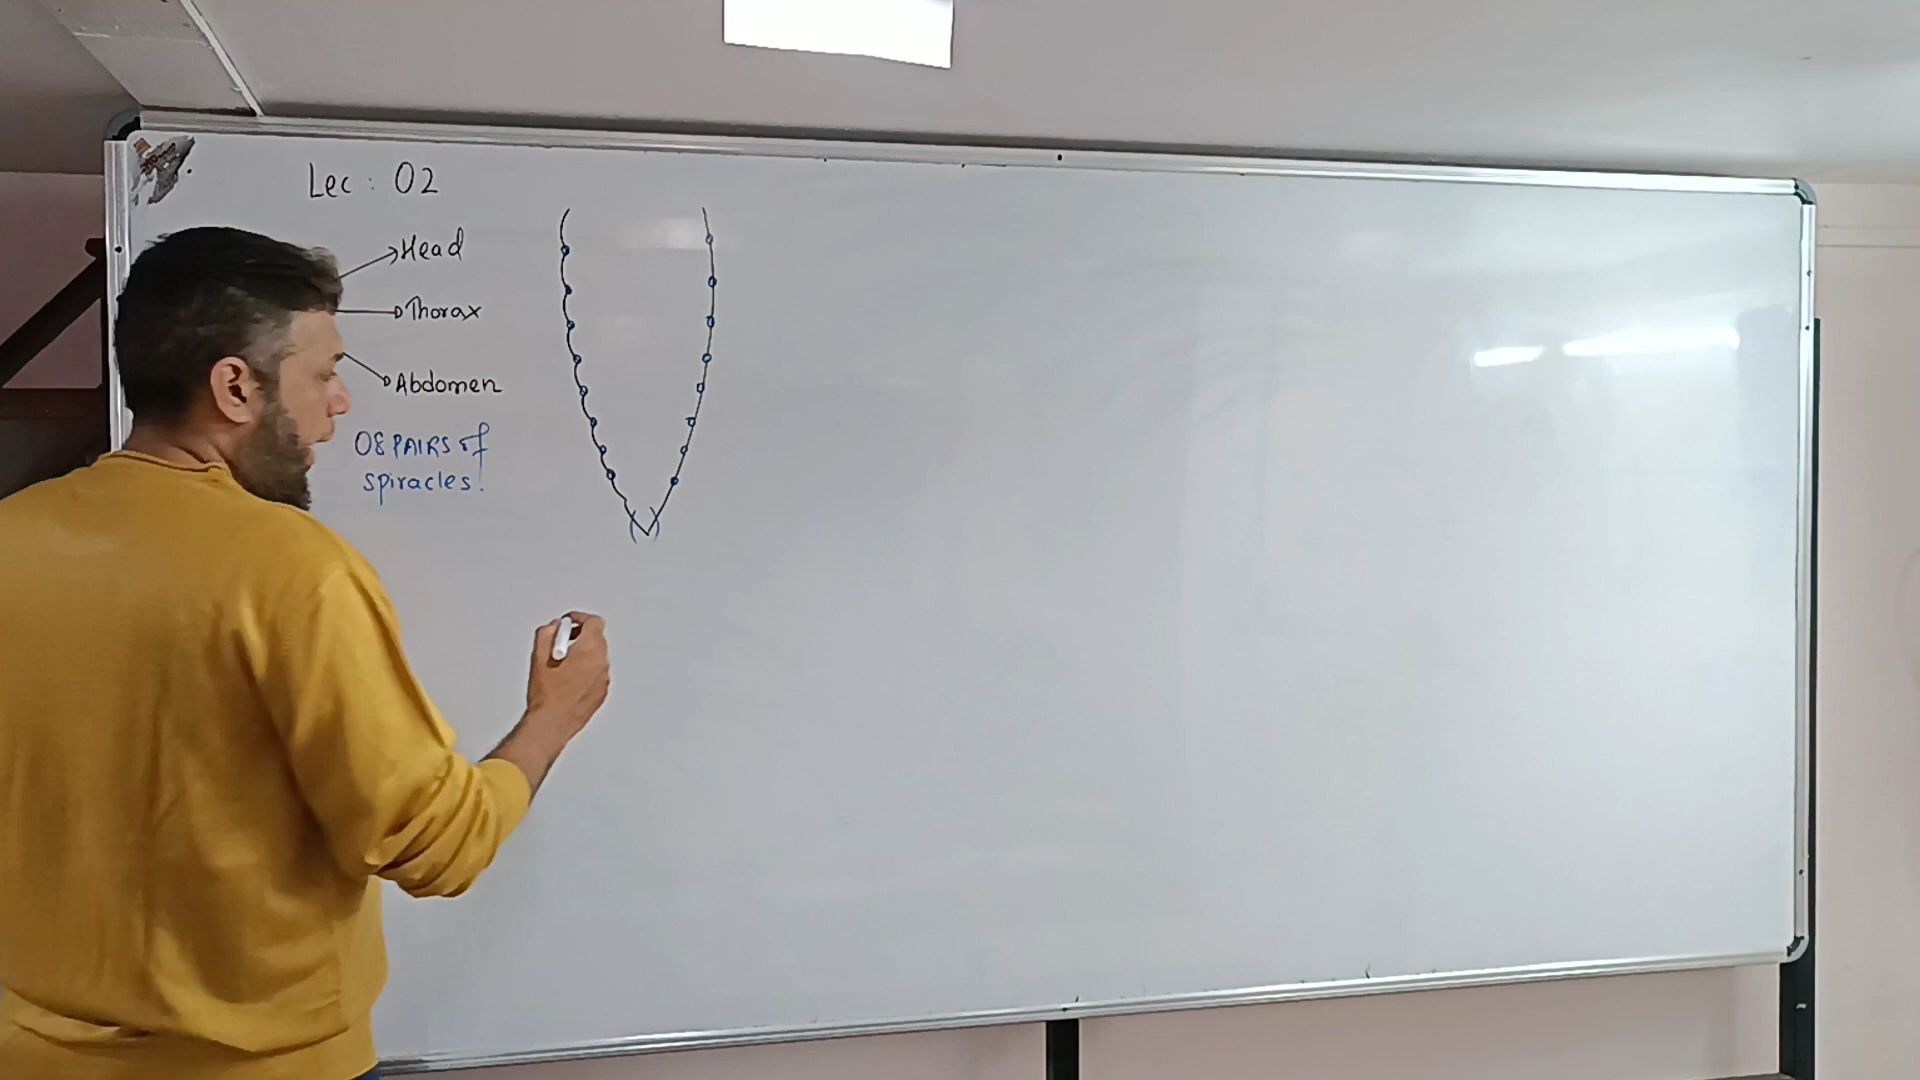 Lec : 02
Head
Thorax
Abdomen
08 PAIRS of
spiracles!